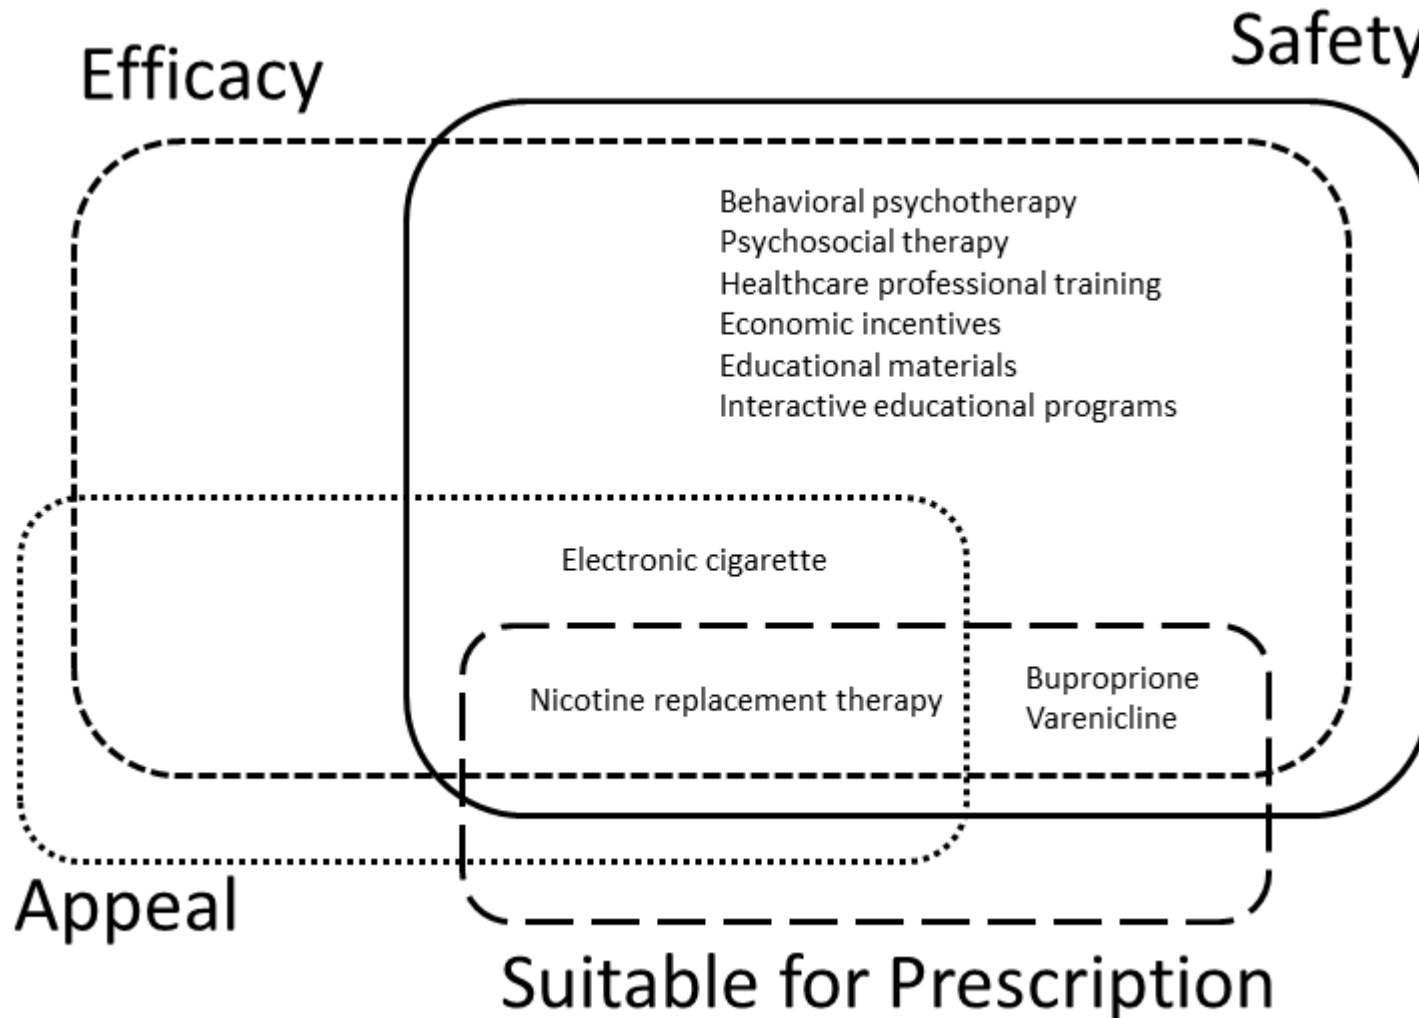 Efficacy
Safety
Behavioral psychotherapy
Psychosocial therapy
Healthcare professional training
Economic incentives
Educational materials
Interactive educational programs
Electronic cigarette
Nicotine replacement therapy
Buproprione
Varenicline
Appeal
Suitable for Prescription